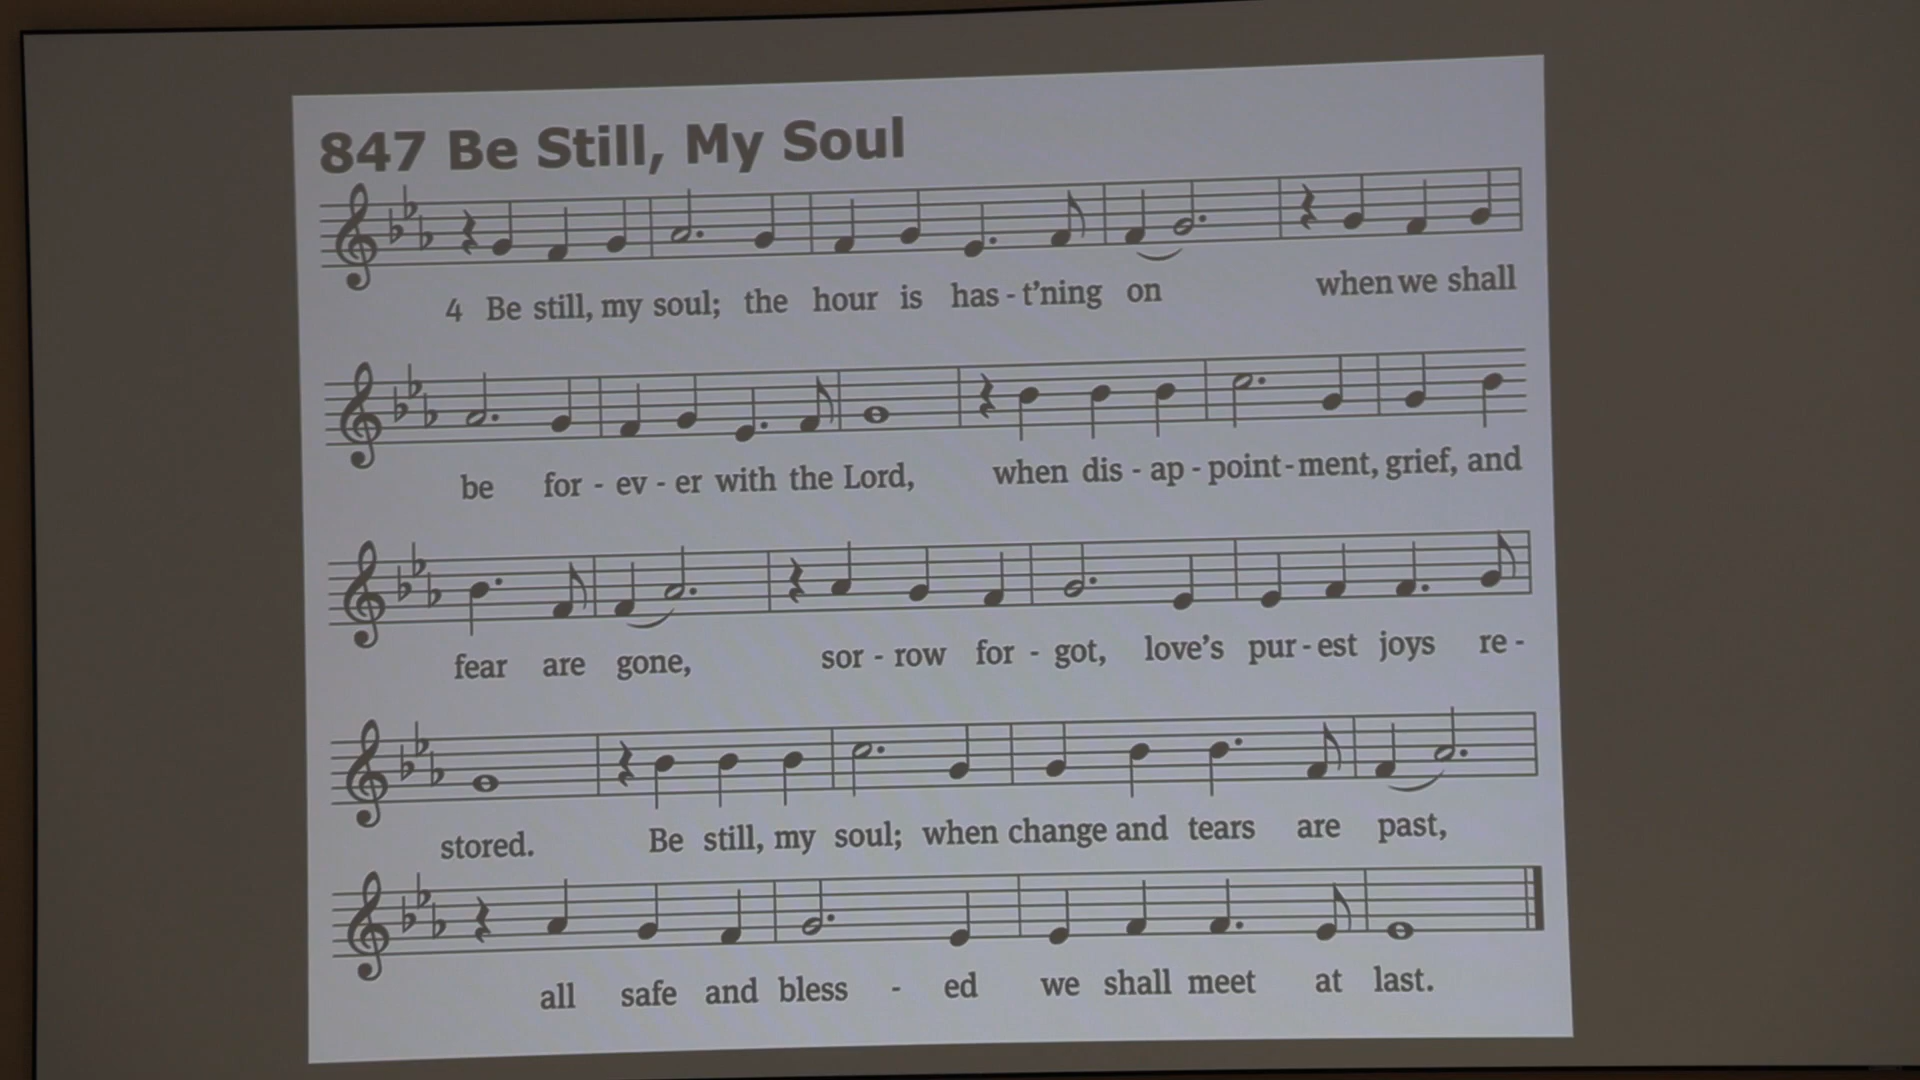 847 Be Still, My Soul
4 Be still, my soul; the hour is has - t'ning on when we shall
be for - ev - er with the Lord, when dis - ap - point - ment, grief, and
fear are gone, sor - row for - got, love's pur - est joys re -
stored. Be still, my soul; when change and tears are past,
all safe and bless - ed we shall meet at last.